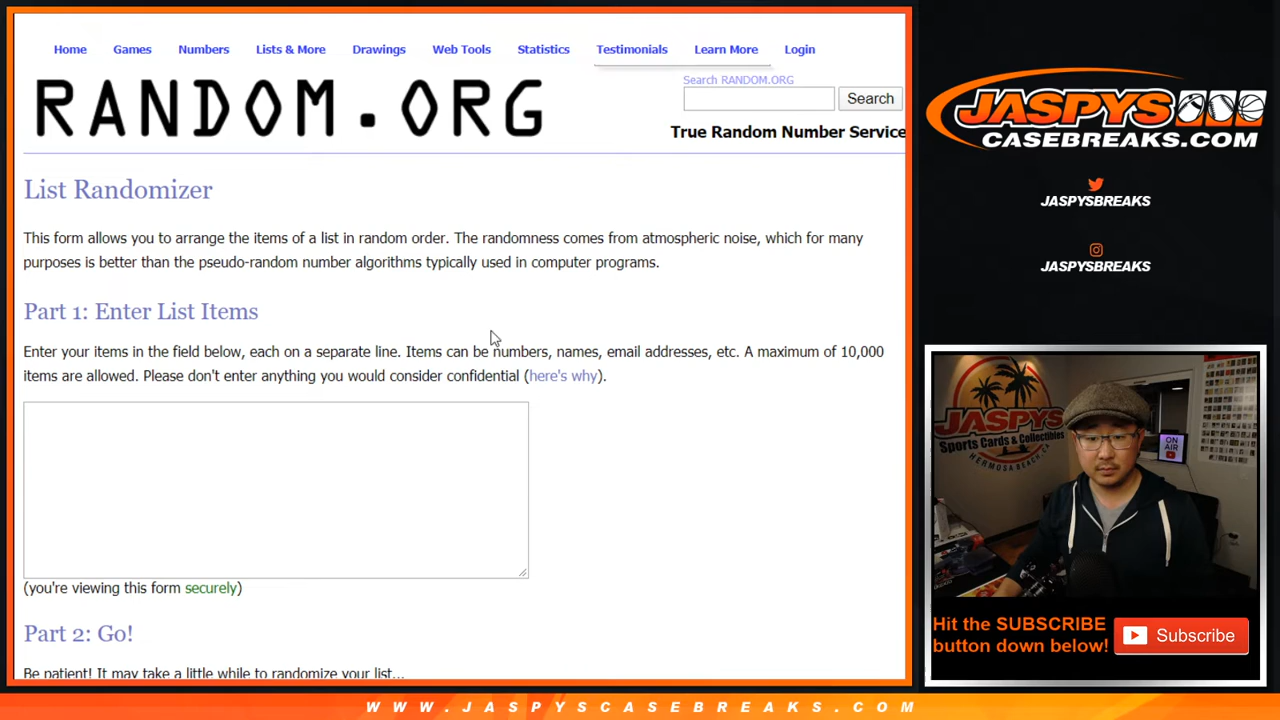 Home Games Numbers Lists & More Drawings Web Tools Statistics Testimonials Learn More Login
RANDOM.ORG
Search RANDOM.ORG
Search
True Random Number Service
List Randomizer
This form allows you to arrange the items of a list in random order. The randomness comes from atmospheric noise, which for many
purposes is better than the pseudo-random number algorithms typically used in computer programs.
Part 1: Enter List Items
Enter your items in the field below, each on a separate line. Items can be numbers, names, email addresses, etc. A maximum of 10,000
items are allowed. Please don't enter anything you would consider confidential (here's why).
(you're viewing this form securely)
Part 2: Go!
Be patient! It may take a little while to randomize your list...
JASPYS
CASEBREAKS.COM
JASPYSBREAKS
JASPYSBREAKS
JASPYS
Sports Cards & Collectibles
HERMOSA BEACH, CA
ON
AIR
Hit the SUBSCRIBE
button down below!
Subscribe
WWW.JASPYSCASEBREAKS.COM